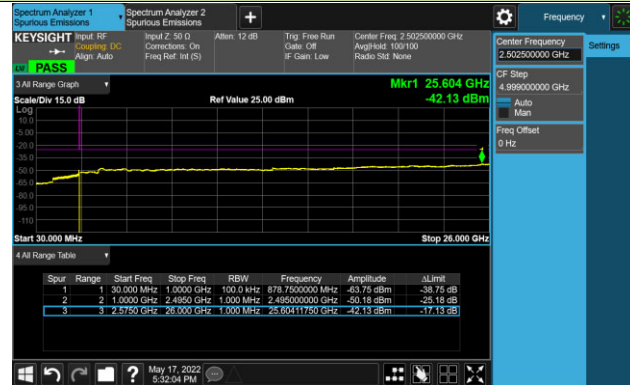 Spectrum Analyzer 1
Spurious Emissions
Spectrum Analyzer 2
Spurious Emissions
+
Frequency
KEYSIGHT
Input: RF
Coupling: DC
Align: Auto
Input Z: 50 Ω
Corrections: On
Freq Ref: Int (S)
Atten: 12 dB
Trig: Free Run
Gate: Off
IF Gain: Low
Center Freq: 2.502500000 GHz
Avg|Hold: 100/100
Radio Std: None
LW PASS
Center Frequency
2.502500000 GHz
Settings
CF Step
4.999000000 GHz
Auto
Man
Freq Offset
0 Hz
3 All Range Graph
Mkr1 25.604 GHz
Scale/Div 15.0 dB
Ref Value 25.00 dBm
-42.13 dBm
Log
10.0
-5.00
-20.0
-35.0
-50.0
-65.0
-80.0
-95.0
-110
1
Start 30.000 MHz
Stop 26.000 GHz
4 All Range Table
Spur Range Start Freq Stop Freq RBW Frequency Amplitude ΔLimit
1 1 30.000 MHz 1.0000 GHz 100.0 kHz 878.7500000 MHz -63.75 dBm -38.75 dB
2 2 1.0000 GHz 2.4950 GHz 1.000 MHz 2.495000000 GHz -50.18 dBm -25.18 dB
3 3 2.5750 GHz 26.000 GHz 1.000 MHz 25.60411750 GHz -42.13 dBm -17.13 dB
?
May 17, 2022
5:32:04 PM